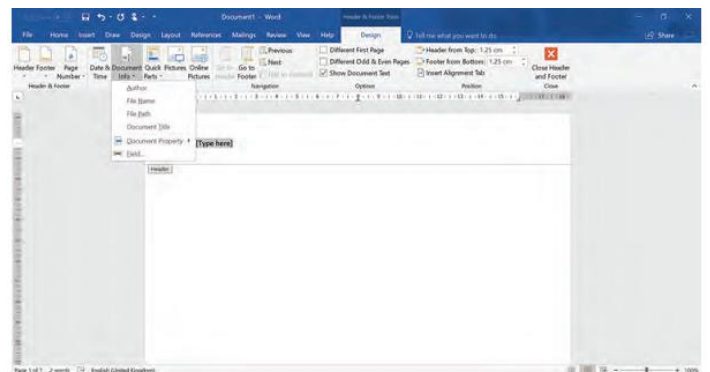 Document1 - Word
Header & Footer Tools
File Home Insert Draw Design Layout References Mailings Review View Help Design Tell me what you want to do Share
Header Footer Page Number Date & Time Document Info Quick Parts Pictures Online Pictures Go to Header Go to Footer Previous Next
Different First Page
Different Odd & Even Pages
Show Document Text
Header from Top: 1.25 cm
Footer from Bottom: 1.25 cm
Insert Alignment Tab
Close Header and Footer
Header & Footer Navigation Options Position Close
Author
File Name
File Path
Document Title
Document Property
Field...
[Type here]
Header
Page 1 of 1 2 words English (United Kingdom) 100%